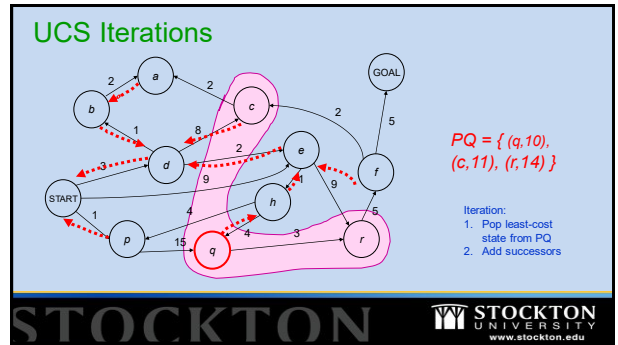 UCS Iterations
GOAL
a
2
2
b
c
2
5
1
8
d
2
e
PQ = { (q,10),
(c,11), (r,14) }
3
9
1
9
f
START
h
Iteration:
1. Pop least-cost
state from PQ
2. Add successors
1
4
5
p
15
q
4
3
r
STOCKTON
STOCKTON
UNIVERSITY
www.stockton.edu